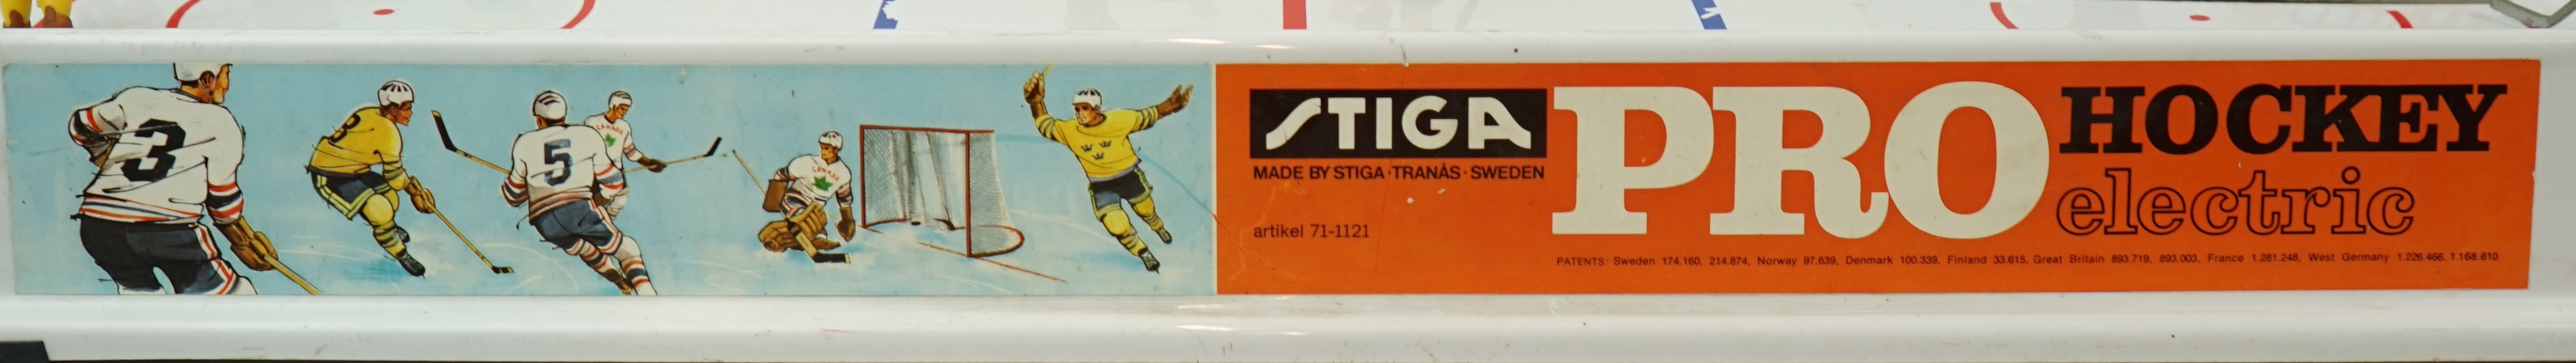 3
8
5
CANADA
CANADA
STIGA
MADE BY STIGA · TRANÅS · SWEDEN
artikel 71-1121
PRO
HOCKEY
electric
PATENTS: Sweden 174.160, 214.874, Norway 97.639, Denmark 100.339, Finland 33.615, Great Britain 893.719, 893.003, France 1.281.248, West Germany 1.226.466, 1.168.810